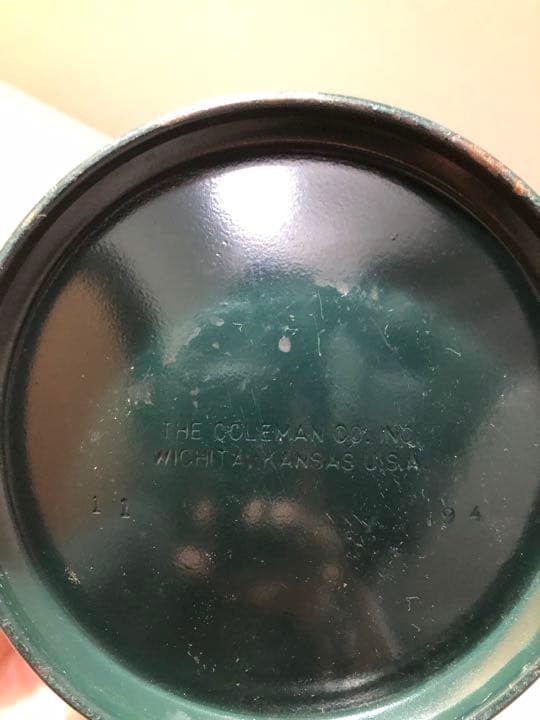 THE COLEMAN CO. INC.
WICHITA, KANSAS U.S.A.
11 94